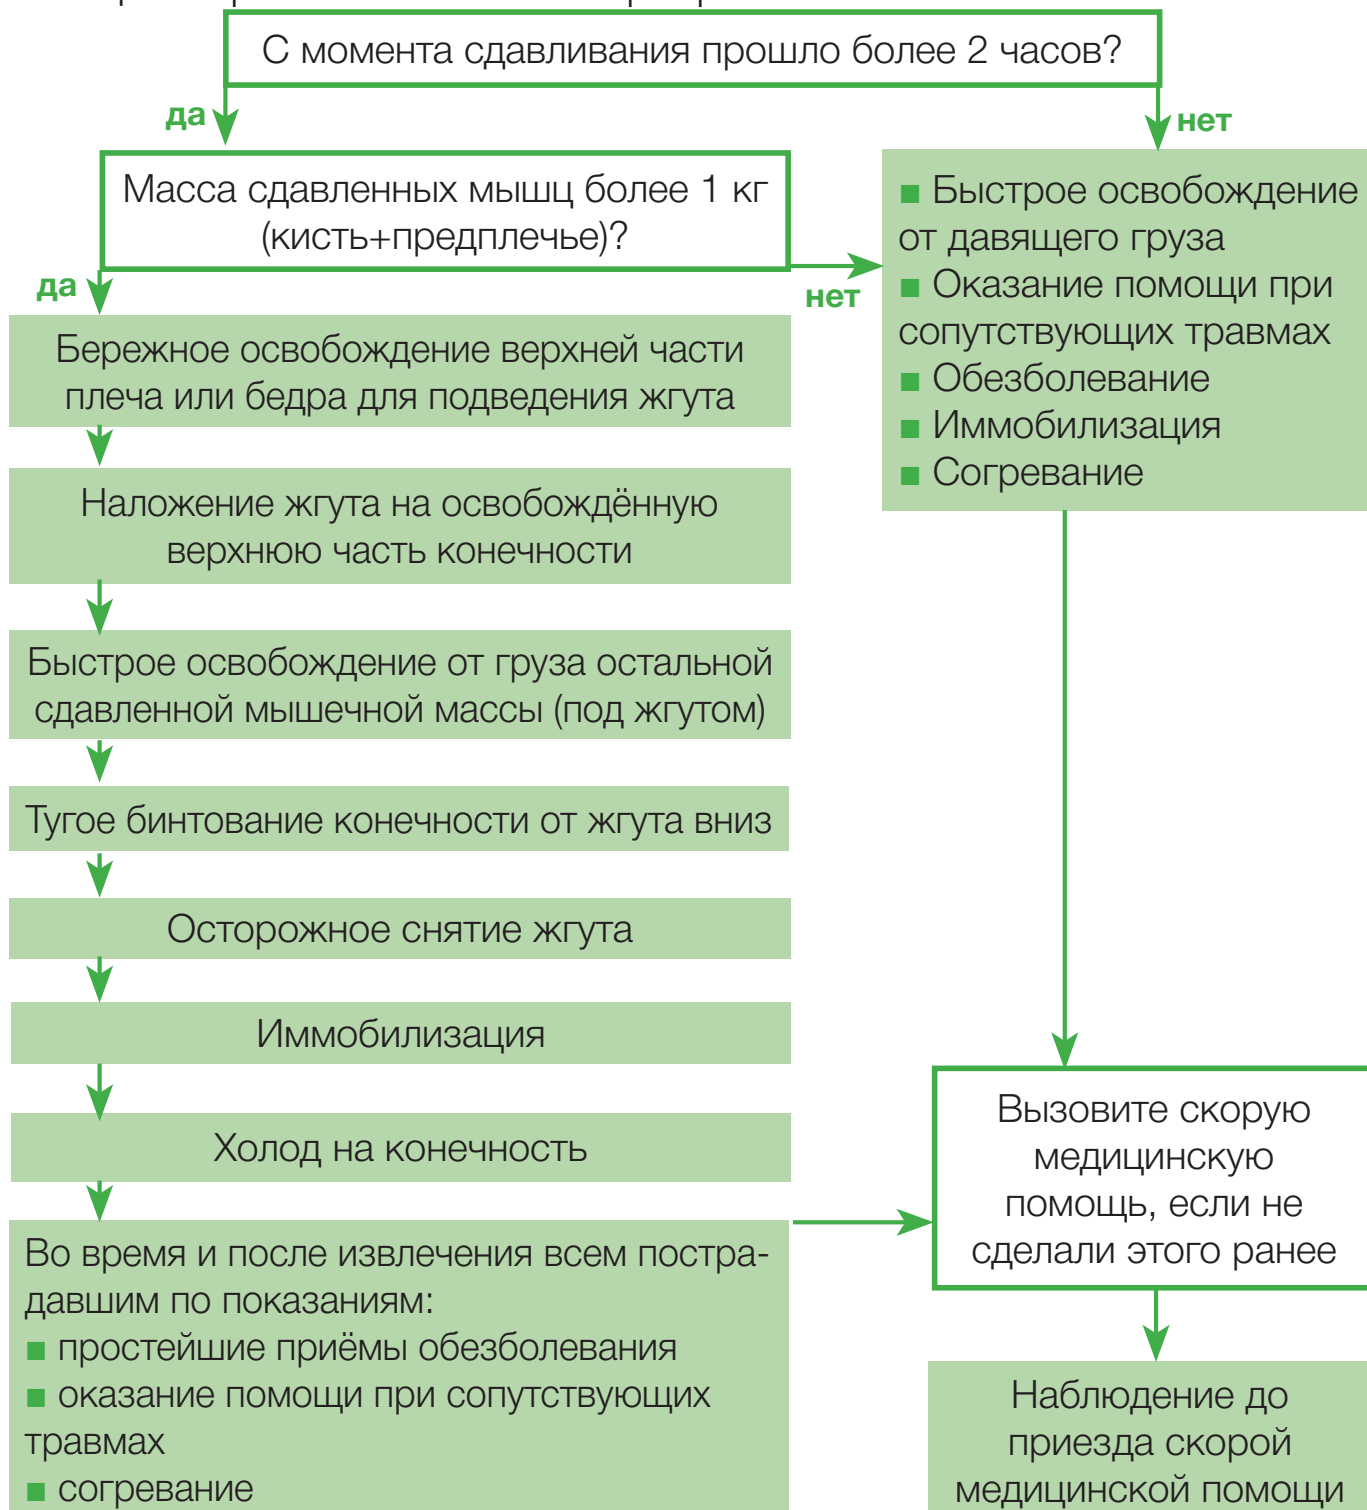 С момента сдавливания прошло более 2 часов?
да
нет
Масса сдавленных мышц более 1 кг
(кисть+предплечье)?
да
нет
■ Быстрое освобождение
от давящего груза
■ Оказание помощи при
сопутствующих травмах
■ Обезболевание
■ Иммобилизация
■ Согревание
Бережное освобождение верхней части
плеча или бедра для подведения жгута
Наложение жгута на освобождённую
верхнюю часть конечности
Быстрое освобождение от груза остальной
сдавленной мышечной массы (под жгутом)
Тугое бинтование конечности от жгута вниз
Осторожное снятие жгута
Иммобилизация
Холод на конечность
Во время и после извлечения всем постра-
давшим по показаниям:
■ простейшие приёмы обезболевания
■ оказание помощи при сопутствующих
травмах
■ согревание
Вызовите скорую
медицинскую
помощь, если не
сделали этого ранее
Наблюдение до
приезда скорой
медицинской помощи